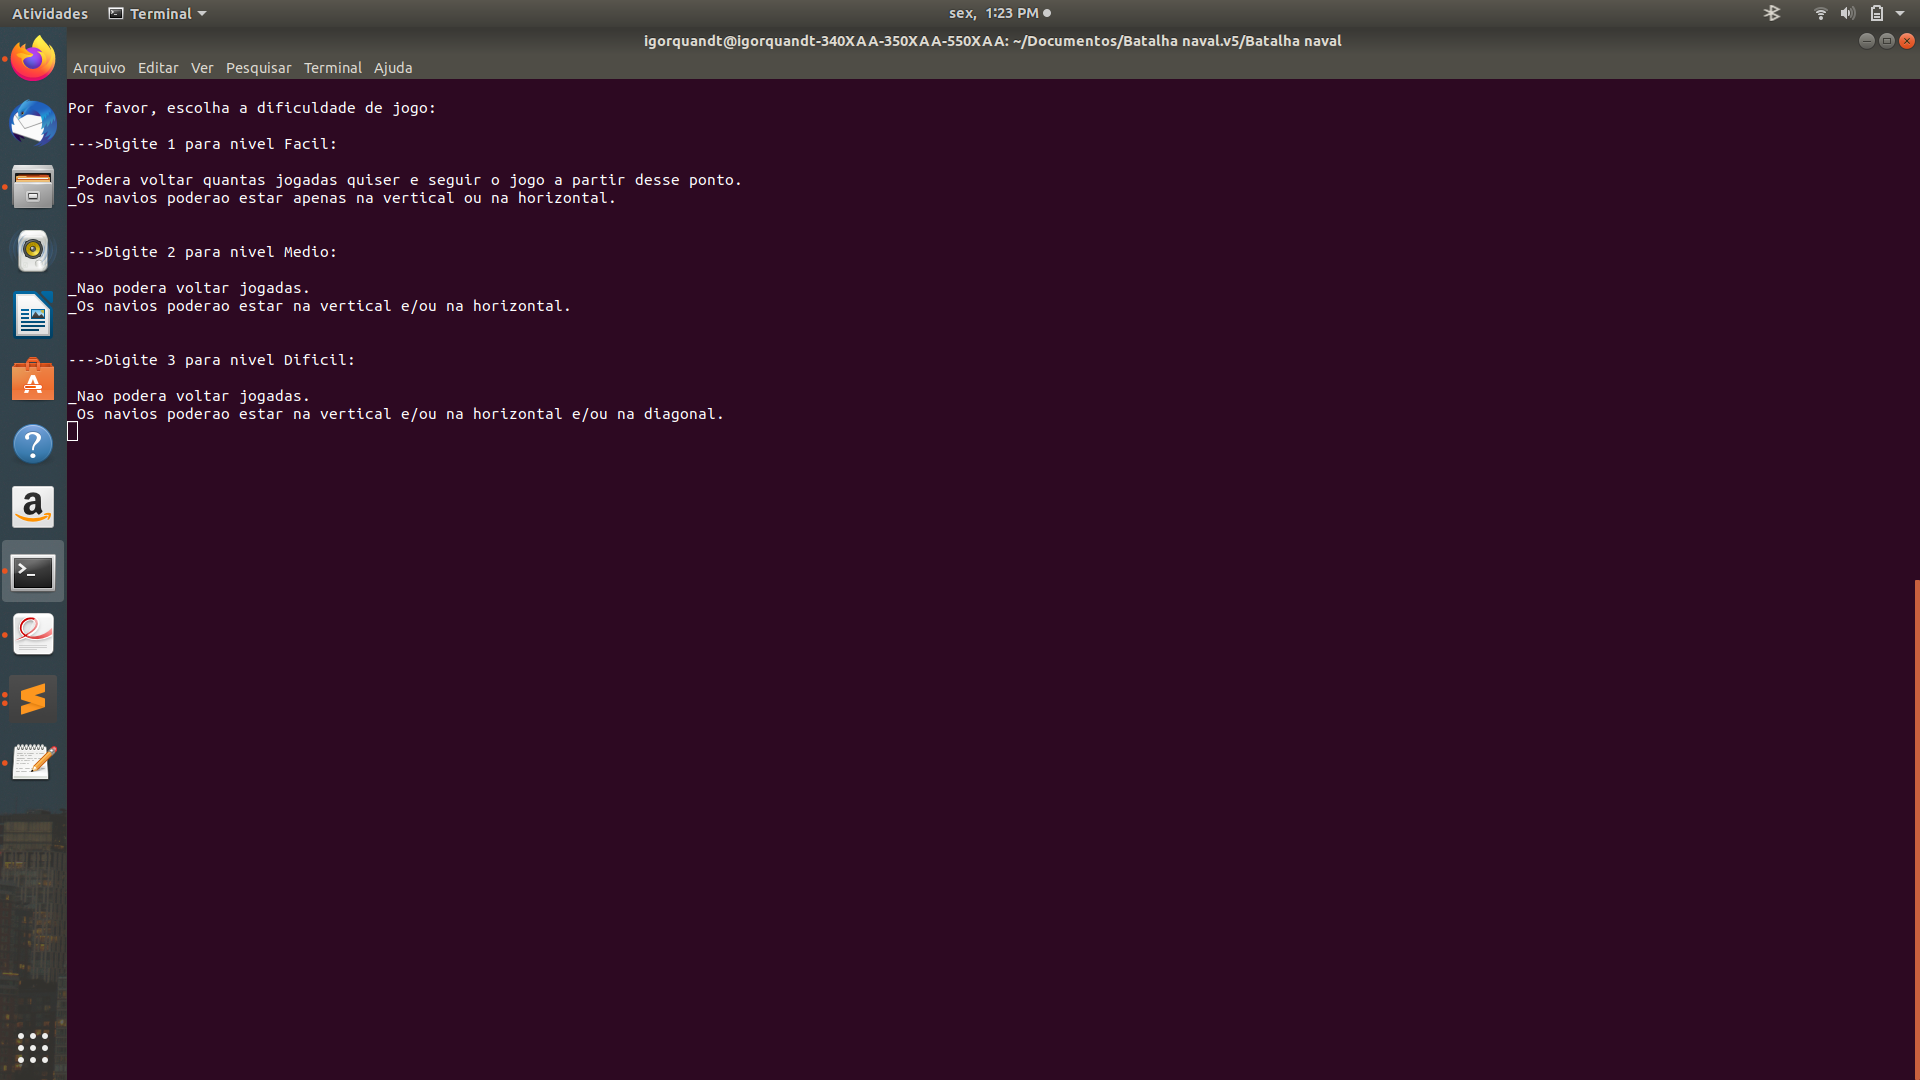 Atividades Terminal sex, 1:23 PM
igorquandt@igorquandt-340XAA-350XAA-550XAA: ~/Documentos/Batalha naval.v5/Batalha naval
Arquivo Editar Ver Pesquisar Terminal Ajuda
Por favor, escolha a dificuldade de jogo:
--->Digite 1 para nivel Facil:
_Podera voltar quantas jogadas quiser e seguir o jogo a partir desse ponto.
_Os navios poderao estar apenas na vertical ou na horizontal.
--->Digite 2 para nivel Medio:
_Nao podera voltar jogadas.
_Os navios poderao estar na vertical e/ou na horizontal.
--->Digite 3 para nivel Dificil:
_Nao podera voltar jogadas.
_Os navios poderao estar na vertical e/ou na horizontal e/ou na diagonal.